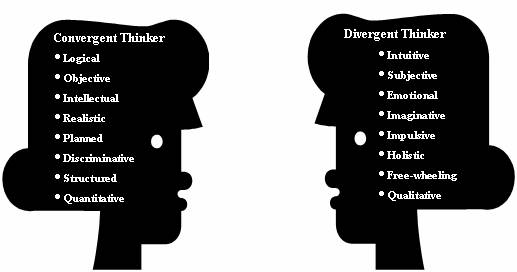 Convergent Thinker
• Logical
• Objective
• Intellectual
• Realistic
• Planned
• Discriminative
• Structured
• Quantitative
Divergent Thinker
• Intuitive
• Subjective
• Emotional
• Imaginative
• Impulsive
• Holistic
• Free-wheeling
• Qualitative